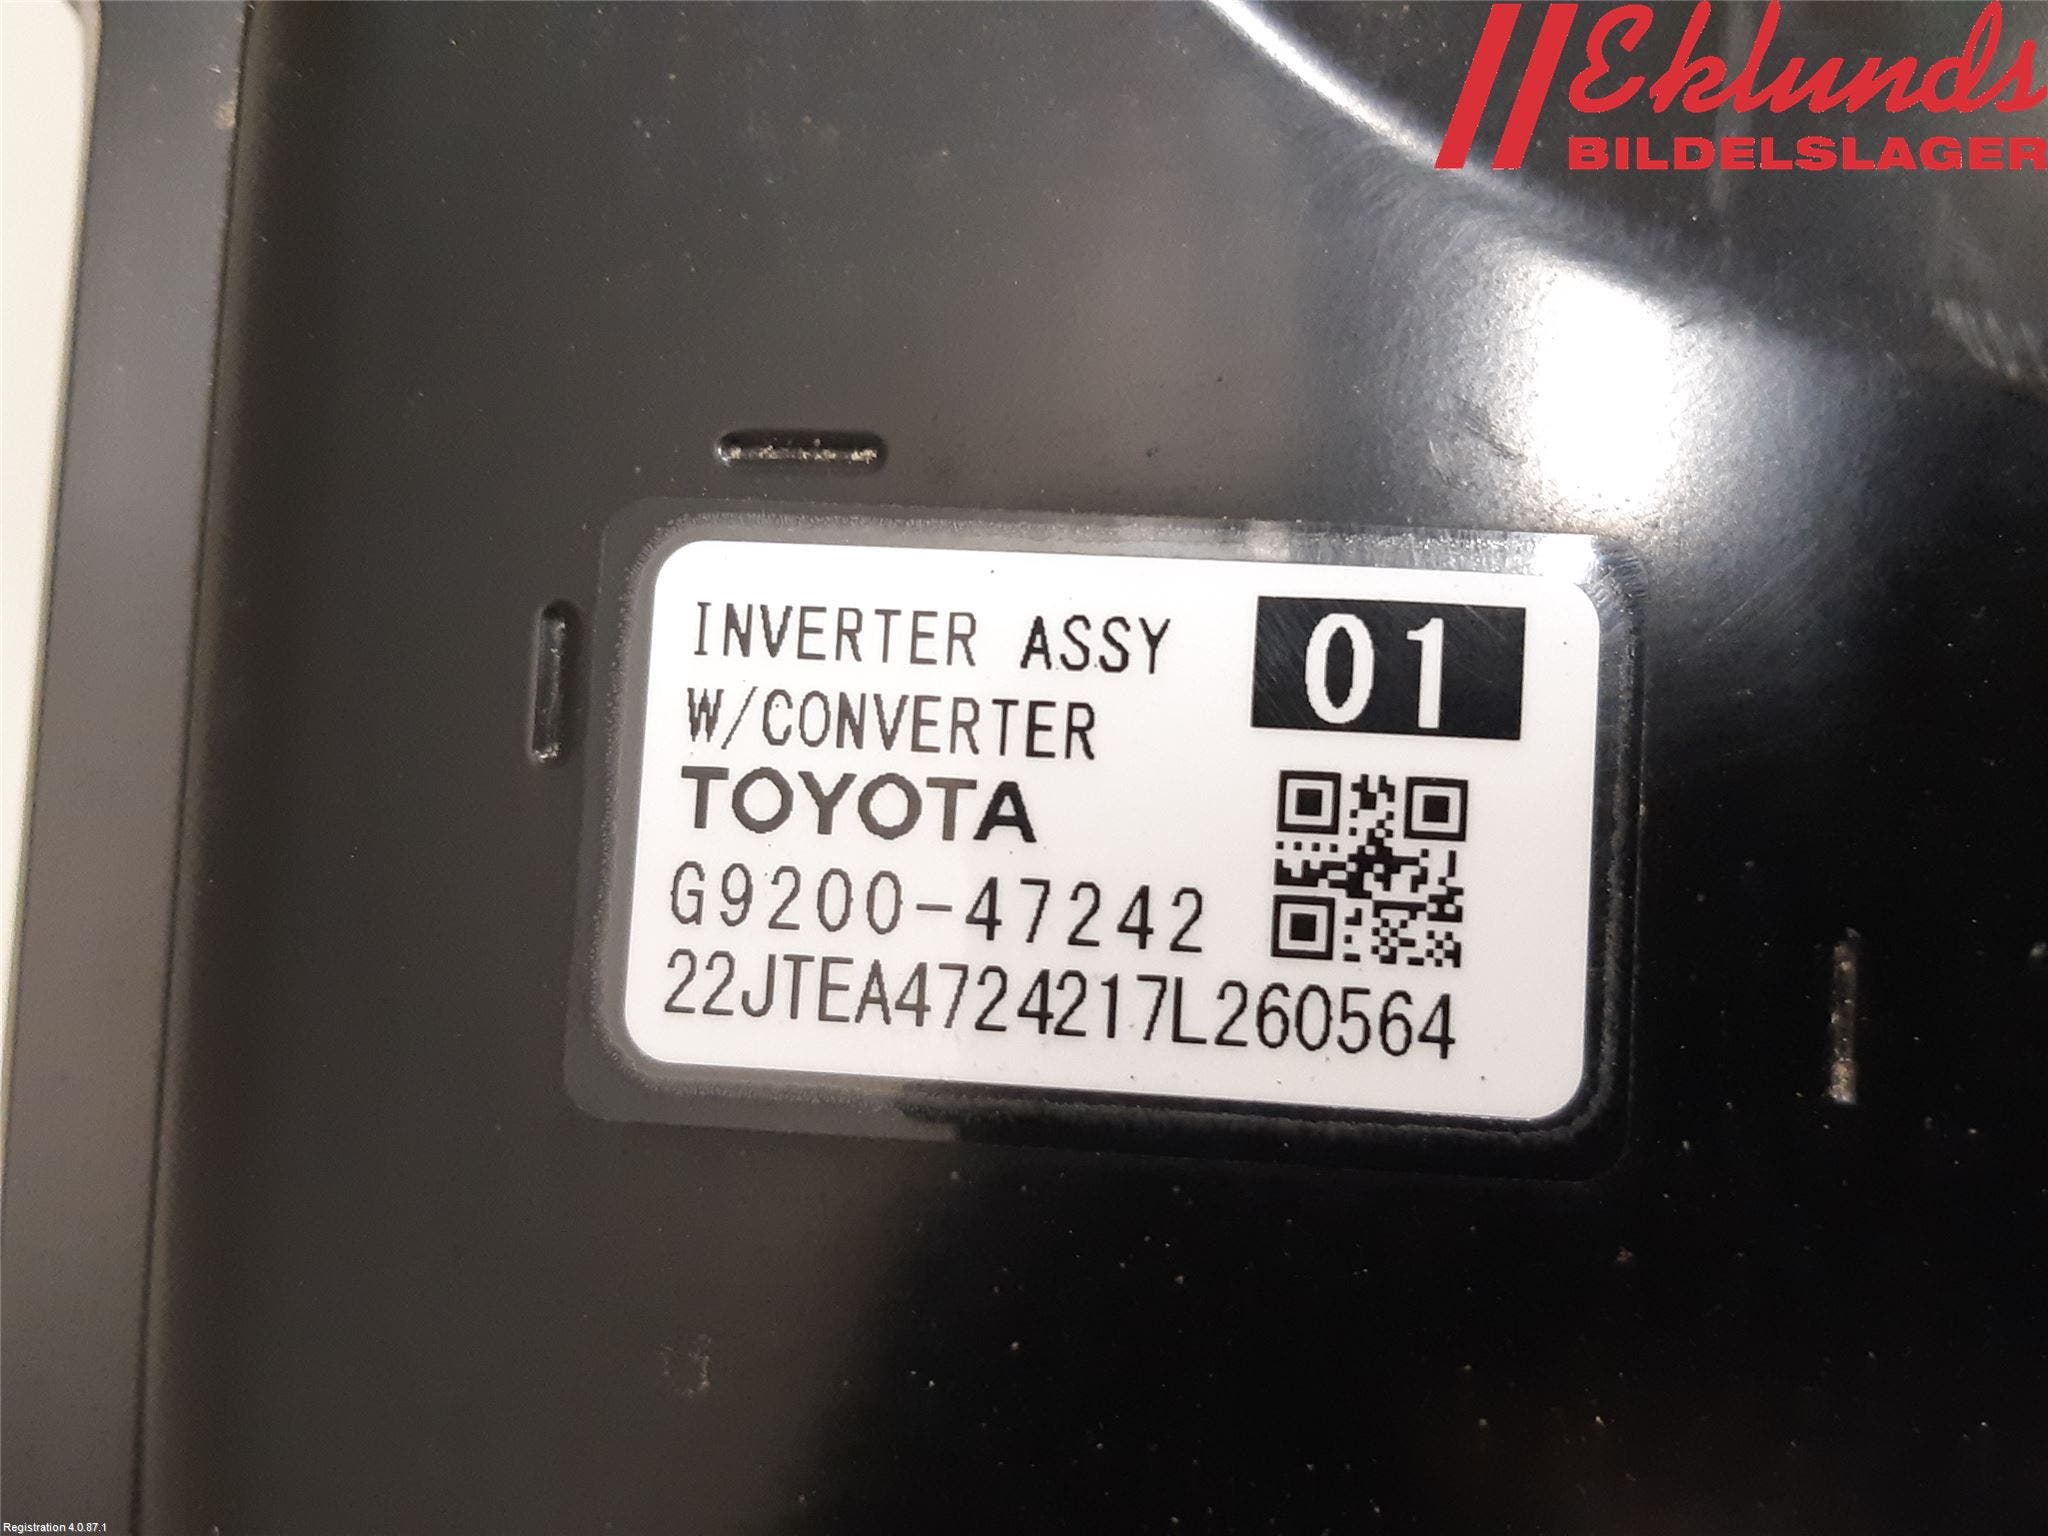 Eklunds
BILDELSLAGER
INVERTER ASSY
01
W/CONVERTER
TOYOTA
G9200-47242
22JTEA4724217L260564
Registration 4.0.87.1